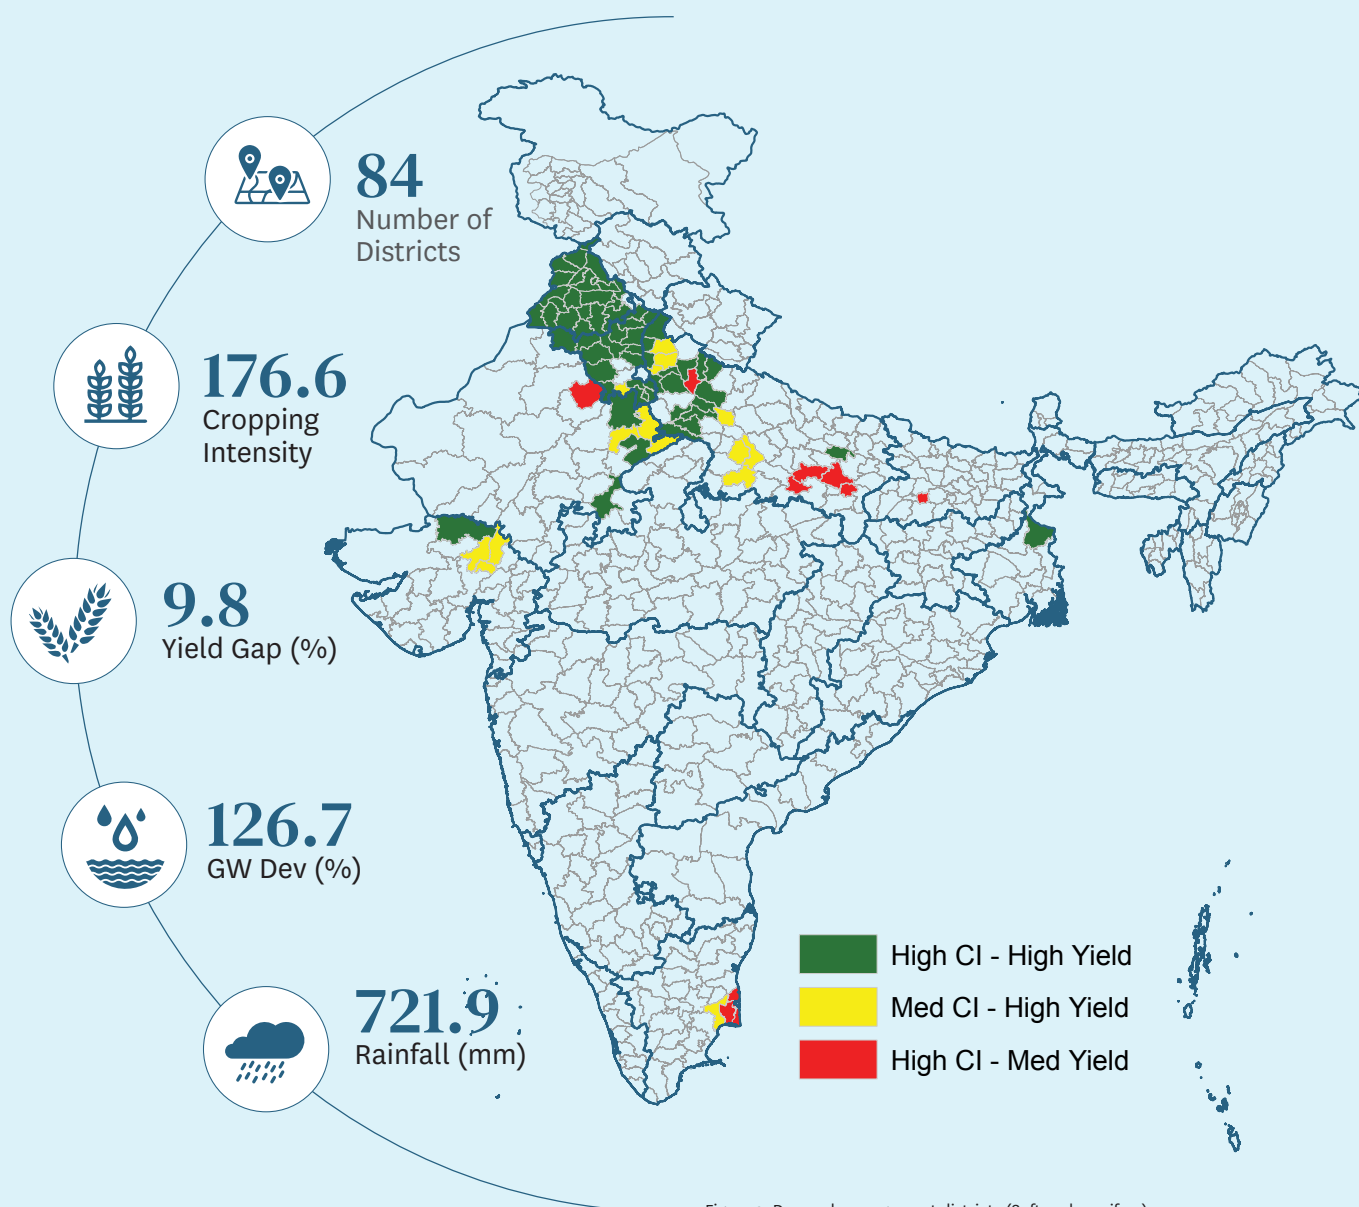 84
Number of
Districts
176.6
Cropping
Intensity
9.8
Yield Gap (%)
126.7
GW Dev (%)
721.9
Rainfall (mm)
High CI - High Yield
Med CI - High Yield
High CI - Med Yield